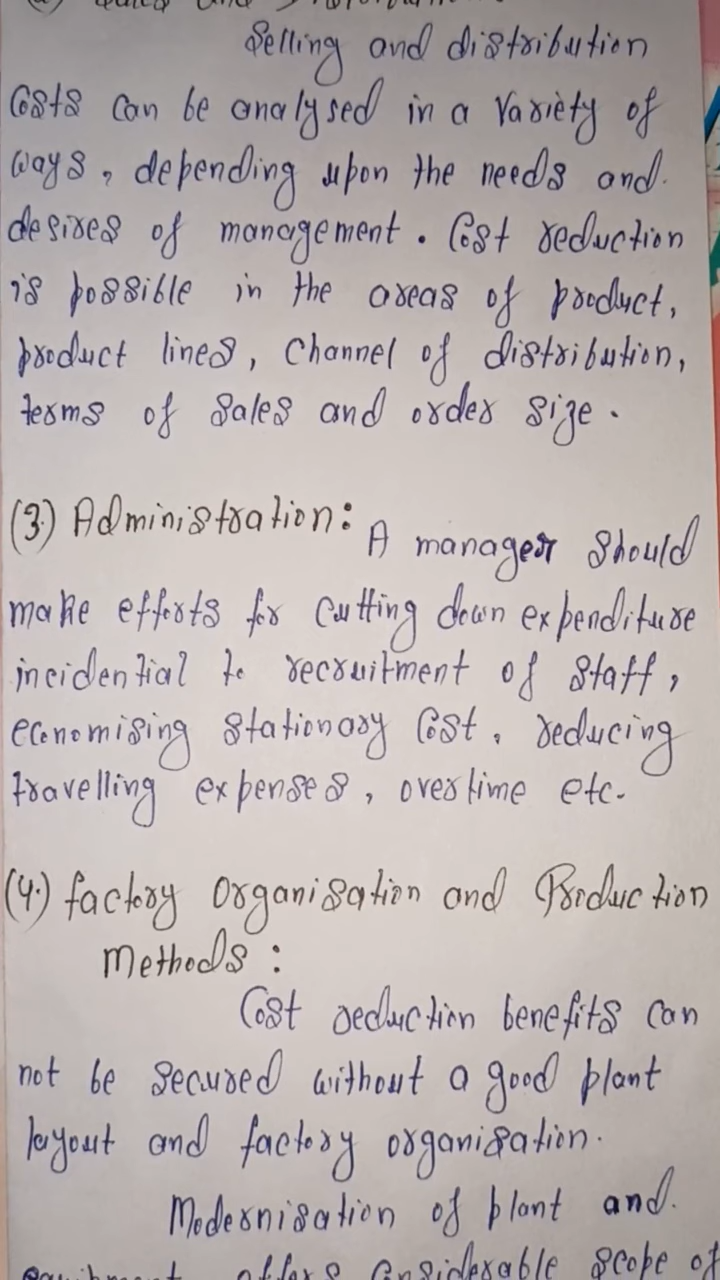 Selling and distribution
Costs can be analysed in a variety of
ways, depending upon the needs and
desires of management. Cost reduction
is possible in the areas of product,
product lines, Channel of distribution,
terms of sales and order size.
(3) Administration:
A manager should
make efforts for cutting down expenditure
incidential to recruitment of staff,
economising stationary Cost, reducing
travelling expenses, overtime etc.
(4.) factory Organisation and Production
Methods:
Cost reduction benefits can
not be secured without a good plant
layout and factory organisation.
Modernisation of plant and
offers considerable scope of